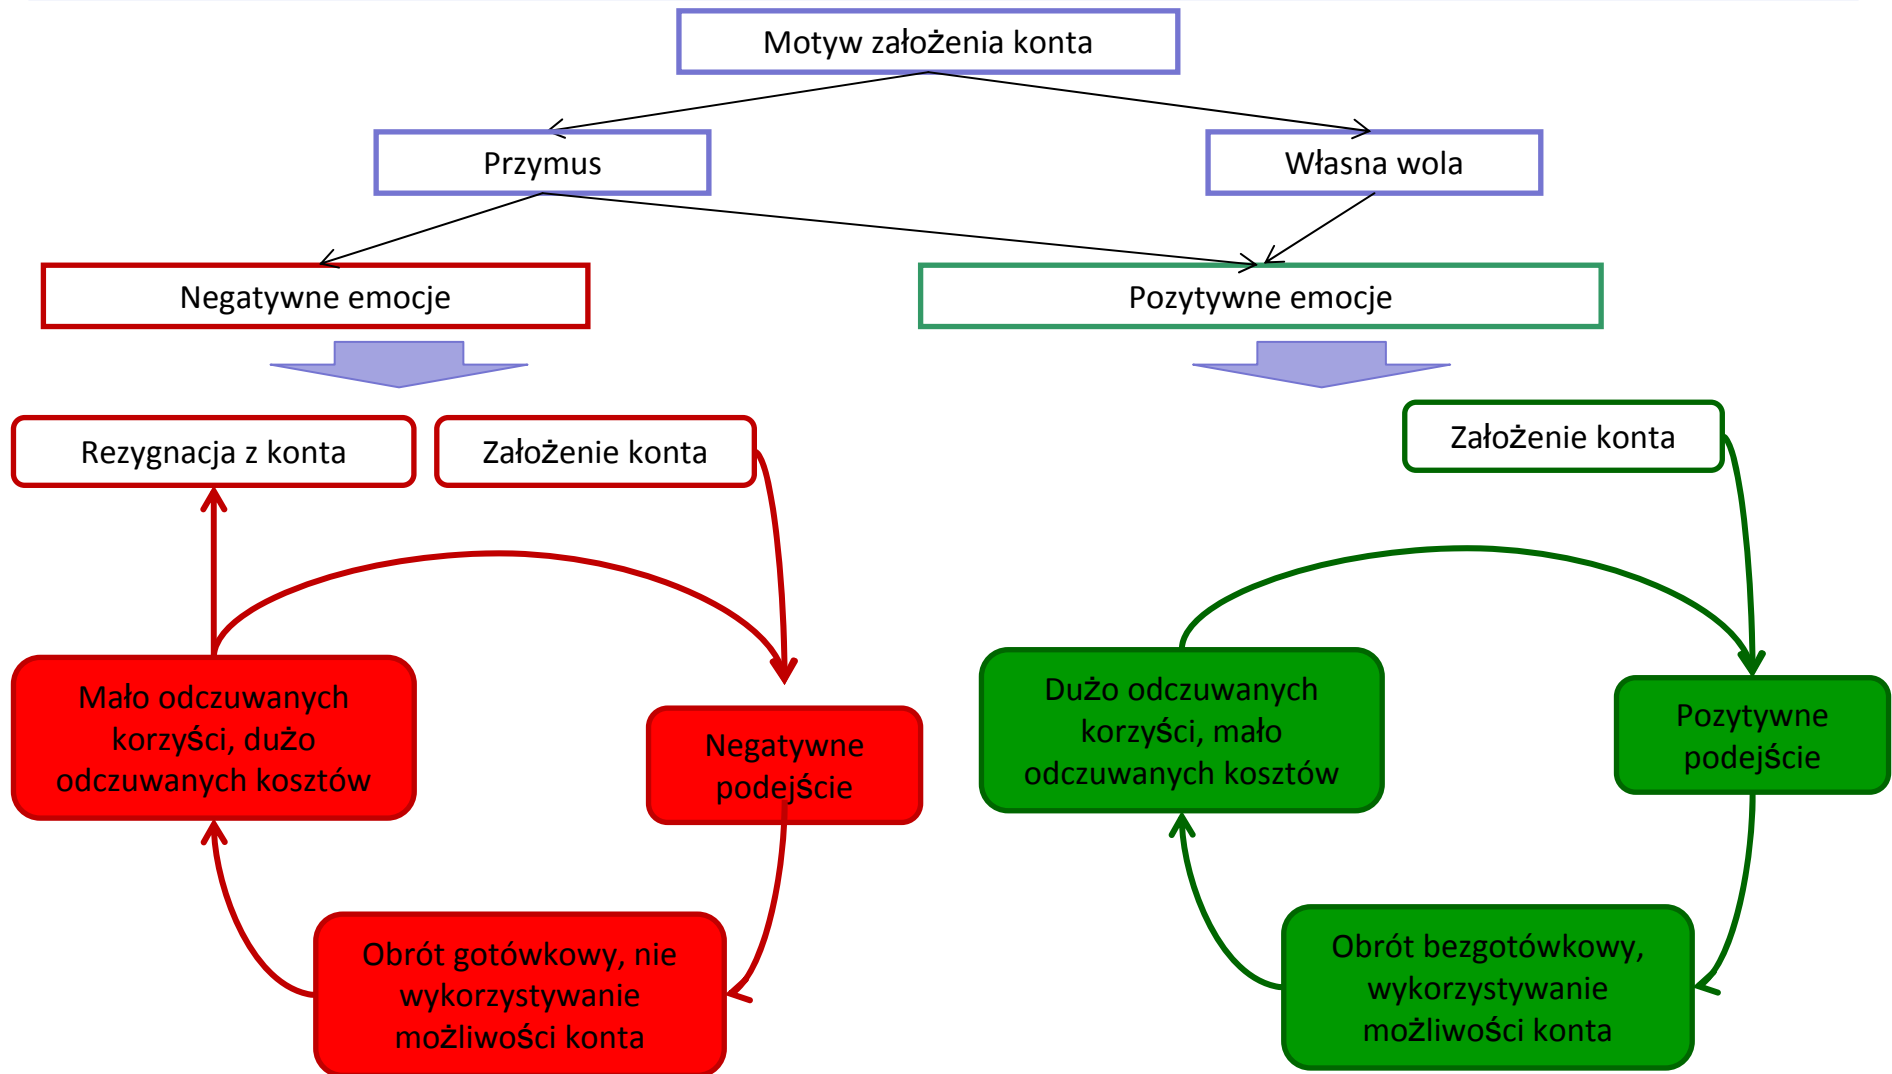 Motyw założenia konta
Przymus
Własna wola
Negatywne emocje
Pozytywne emocje
Rezygnacja z konta
Założenie konta
Założenie konta
Mało odczuwanych
korzyści, dużo
odczuwanych kosztów
Negatywne
podejście
Obrót gotówkowy, nie
wykorzystywanie
możliwości konta
Dużo odczuwanych
korzyści, mało
odczuwanych kosztów
Pozytywne
podejście
Obrót bezgotówkowy,
wykorzystywanie
możliwości konta